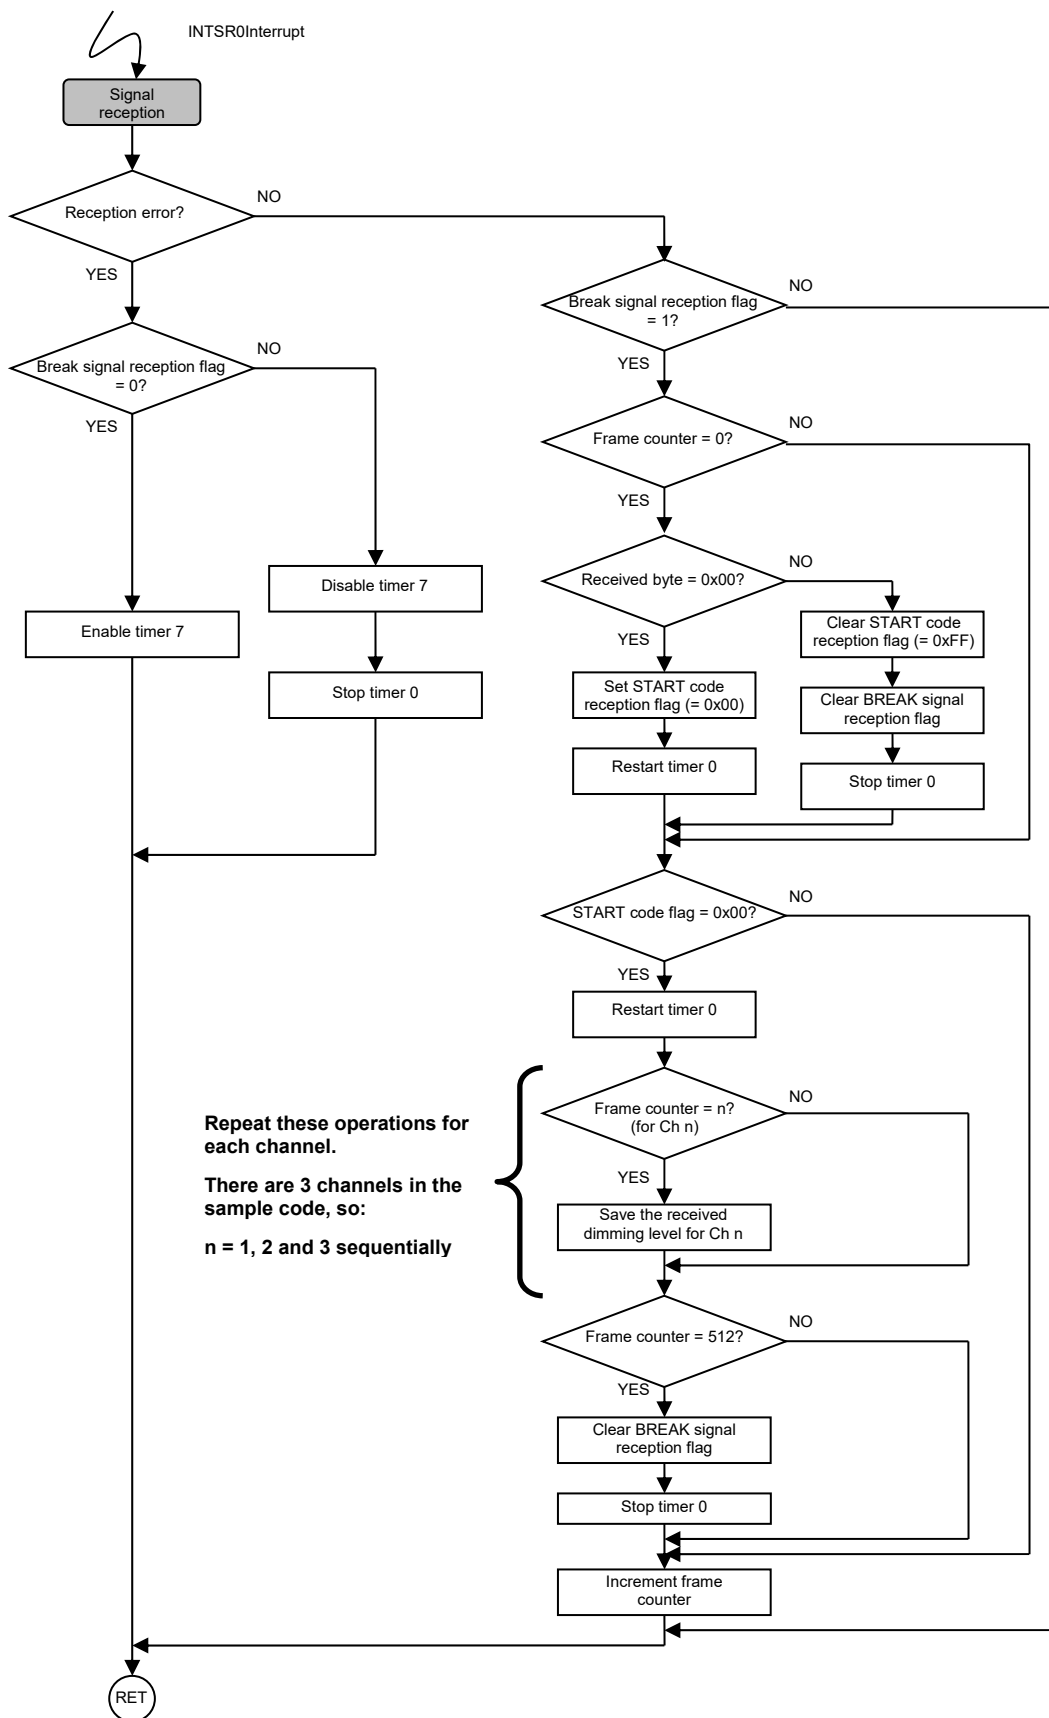 INTSR0Interrupt
Signal
reception
Reception error?
NO
YES
Break signal reception flag
= 0?
NO
YES
Disable timer 7
Enable timer 7
Stop timer 0
Break signal reception flag
= 1?
NO
YES
Frame counter = 0?
NO
YES
Received byte = 0x00?
NO
YES
Clear START code
reception flag (= 0xFF)
Set START code
reception flag (= 0x00)
Clear BREAK signal
reception flag
Restart timer 0
Stop timer 0
START code flag = 0x00?
NO
YES
Restart timer 0
Repeat these operations for
each channel.
There are 3 channels in the
sample code, so:
n = 1, 2 and 3 sequentially
Frame counter = n?
(for Ch n)
NO
YES
Save the received
dimming level for Ch n
Frame counter = 512?
NO
YES
Clear BREAK signal
reception flag
Stop timer 0
Increment frame
counter
RET